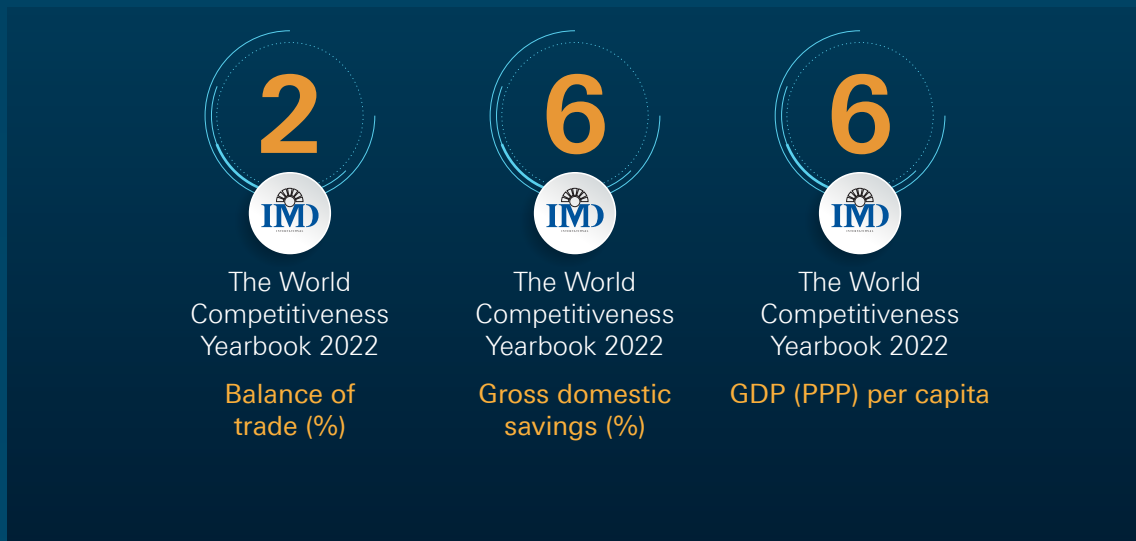 2
IMD
The World
Competitiveness
Yearbook 2022
Balance of
trade (%)
6
IMD
The World
Competitiveness
Yearbook 2022
Gross domestic
savings (%)
6
IMD
The World
Competitiveness
Yearbook 2022
GDP (PPP) per capita